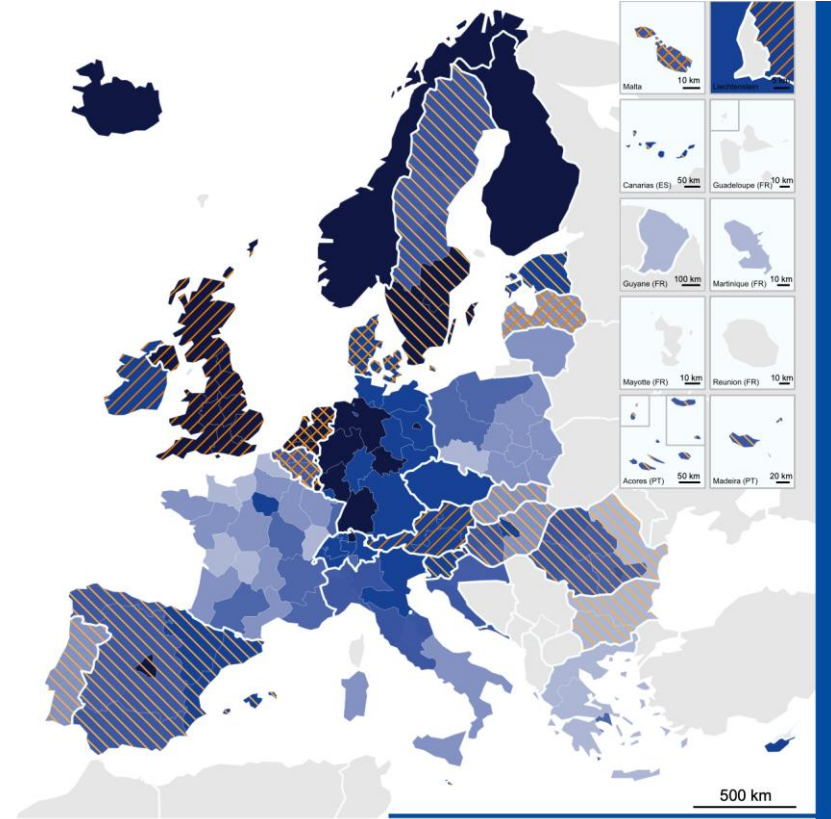 Malta
10 km
Liechtenstein
5 km
Canarias (ES)
50 km
Guadeloupe (FR)
10 km
Guyane (FR)
100 km
Martinique (FR)
10 km
Mayotte (FR)
10 km
Reunion (FR)
10 km
Acores (PT)
50 km
Madeira (PT)
20 km
500 km